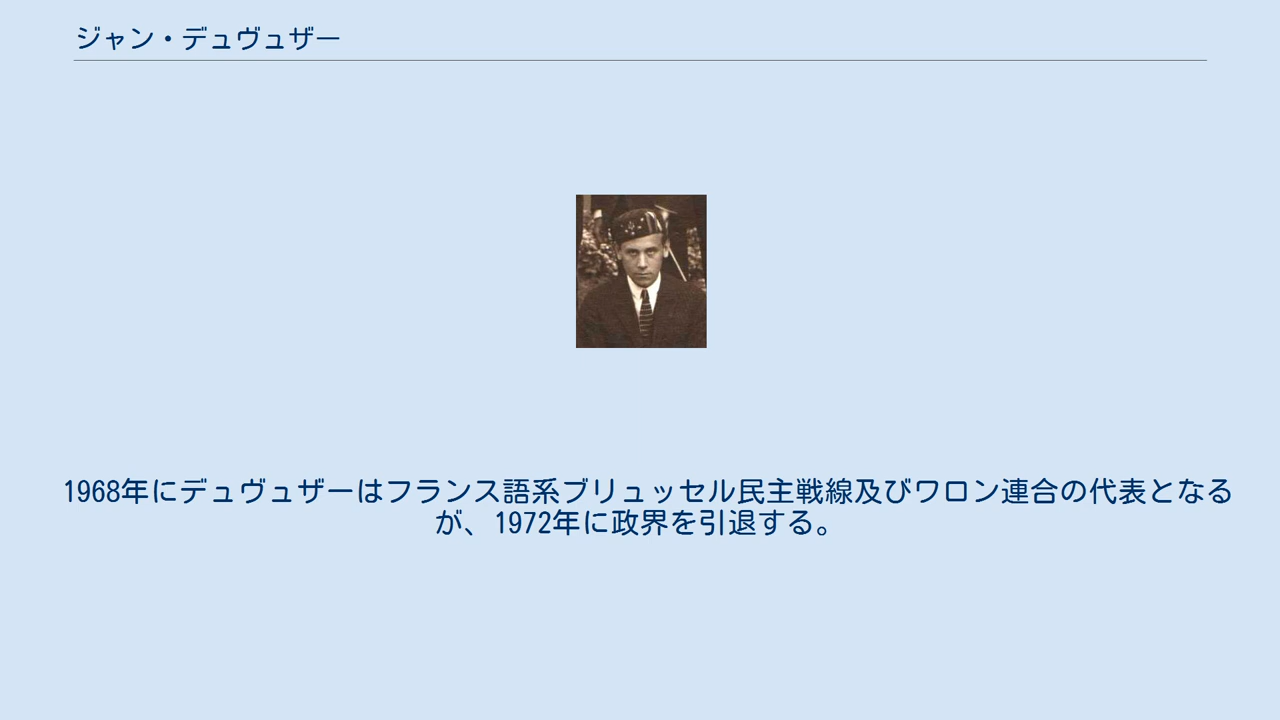 ジャン・デュヴュザー
1968年にデュヴュザーはフランス語系ブリュッセル民主戦線及びワロン連合の代表となる
が、1972年に政界を引退する。